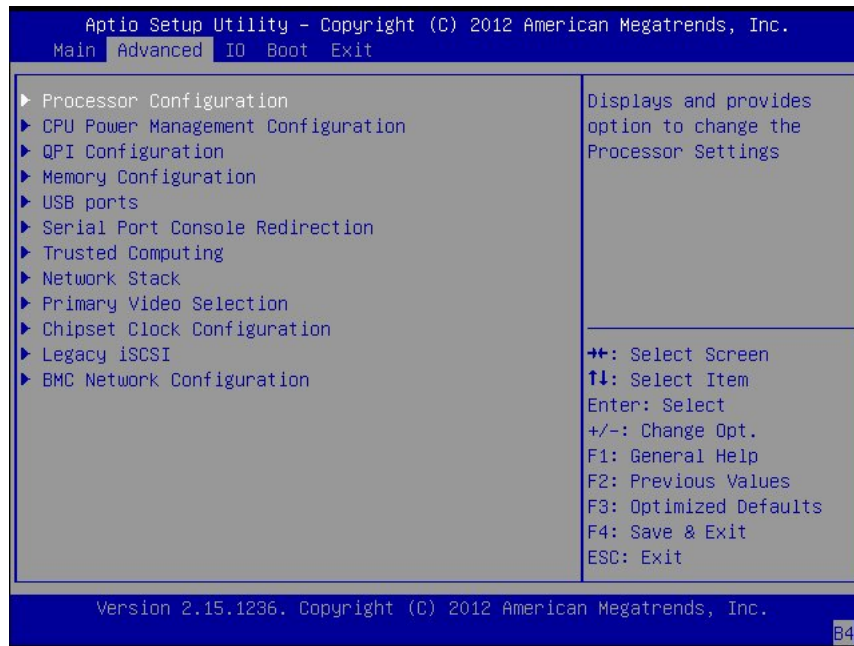 Aptio Setup Utility – Copyright (C) 2012 American Megatrends, Inc.
Main Advanced IO Boot Exit
▶ Processor Configuration
▶ CPU Power Management Configuration
▶ QPI Configuration
▶ Memory Configuration
▶ USB ports
▶ Serial Port Console Redirection
▶ Trusted Computing
▶ Network Stack
▶ Primary Video Selection
▶ Chipset Clock Configuration
▶ Legacy iSCSI
▶ BMC Network Configuration
Displays and provides
option to change the
Processor Settings
→←: Select Screen
↑↓: Select Item
Enter: Select
+/-: Change Opt.
F1: General Help
F2: Previous Values
F3: Optimized Defaults
F4: Save & Exit
ESC: Exit
Version 2.15.1236. Copyright (C) 2012 American Megatrends, Inc.
B4